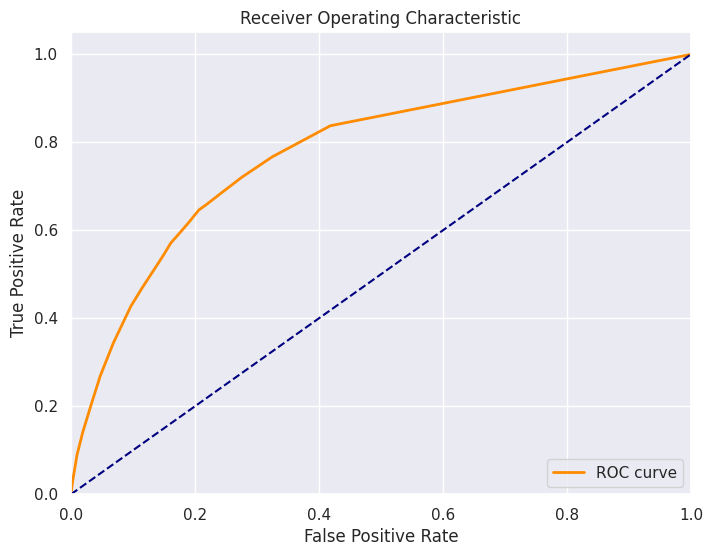 Receiver Operating Characteristic
1.0
0.8
0.6
0.4
0.2
0.0
True Positive Rate
ROC curve
0.0 0.2 0.4 0.6 0.8 1.0
False Positive Rate